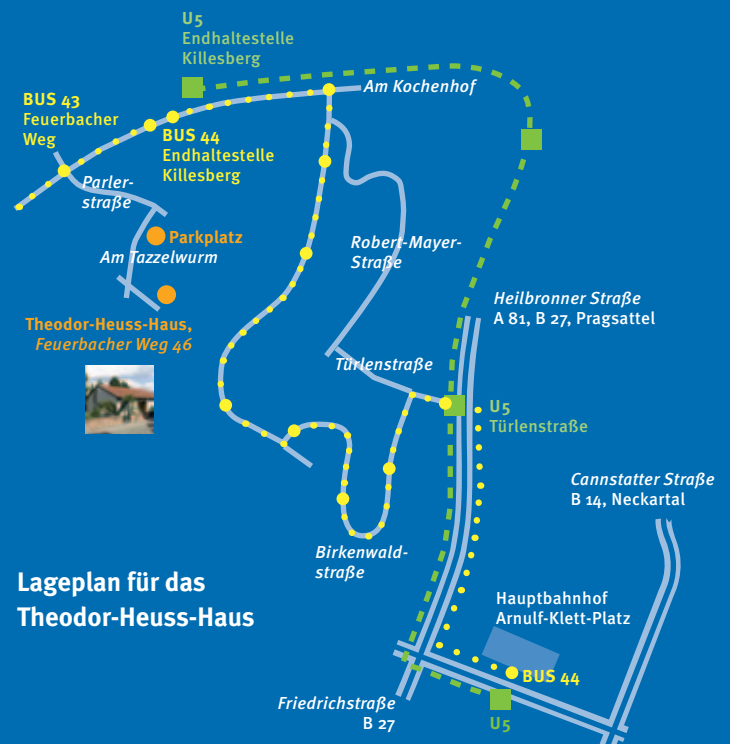 U5
Endhaltestelle
Killesberg
Am Kochenhof
BUS 43
Feuerbacher
Weg
BUS 44
Endhaltestelle
Killesberg
Parler-
straße
Parkplatz
Am Tazzelwurm
Robert-Mayer-
Straße
Heilbronner Straße
A 81, B 27, Pragsattel
Theodor-Heuss-Haus,
Feuerbacher Weg 46
Türlenstraße
U5
Türlenstraße
Cannstatter Straße
B 14, Neckartal
Birkenwald-
straße
Lageplan für das
Theodor-Heuss-Haus
Hauptbahnhof
Arnulf-Klett-Platz
BUS 44
Friedrichstraße
B 27
U5